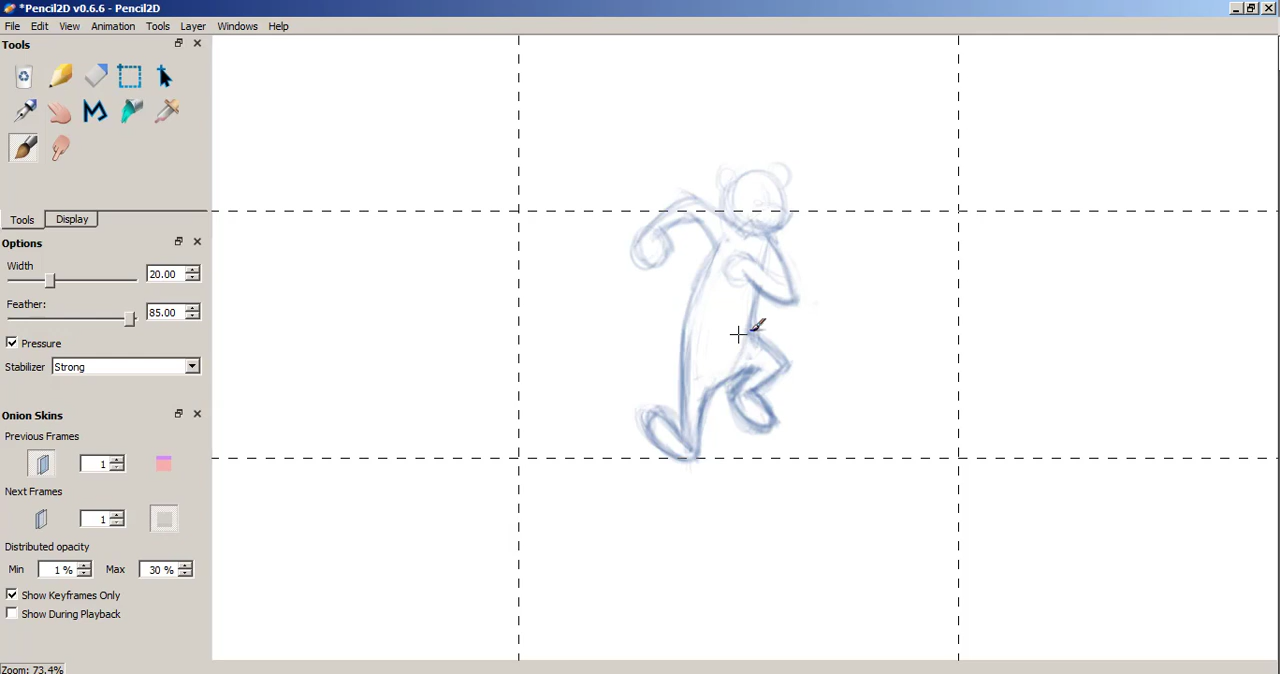 *Pencil2D v0.6.6 - Pencil2D
File Edit View Animation Tools Layer Windows Help
Tools
Tools Display
Options
Width
20.00
Feather:
85.00
Pressure
Stabilizer Strong
Onion Skins
Previous Frames
1
Next Frames
1
Distributed opacity
Min 1 % Max 30 %
Show Keyframes Only
Show During Playback
Zoom: 73.4%